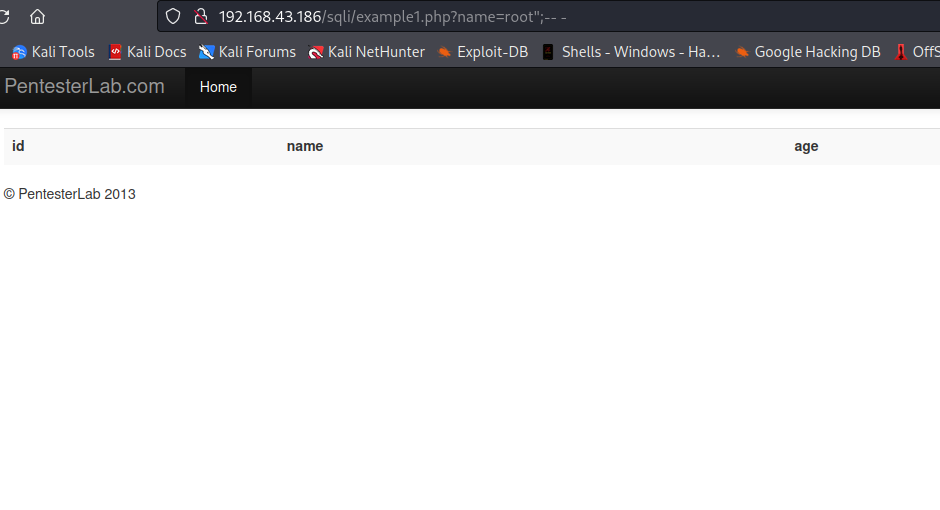 192.168.43.186/sqli/example1.php?name=root";-- -
Kali Tools Kali Docs Kali Forums Kali NetHunter Exploit-DB Shells - Windows - Ha… Google Hacking DB OffS
PentesterLab.com Home
id name age
© PentesterLab 2013